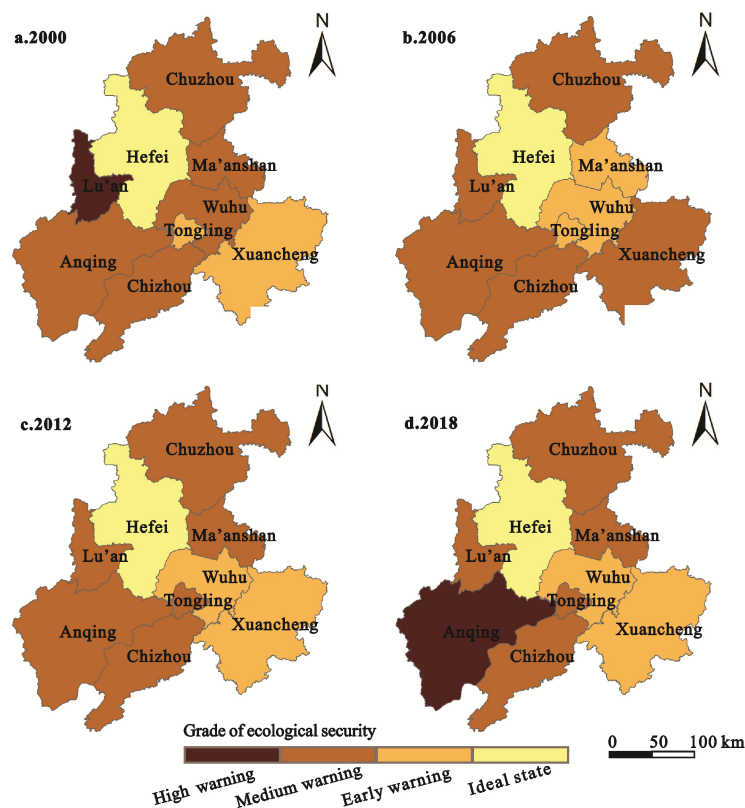 a.2000
N
Chuzhou
Hefei
Ma'anshan
Lu'an
Wuhu
Tongling
Anqing
Xuancheng
Chizhou
b.2006
N
Chuzhou
Hefei
Ma'anshan
Lu'an
Wuhu
Tongling
Anqing
Xuancheng
Chizhou
c.2012
N
Chuzhou
Hefei
Ma'anshan
Lu'an
Wuhu
Tongling
Anqing
Xuancheng
Chizhou
d.2018
N
Chuzhou
Hefei
Ma'anshan
Lu'an
Wuhu
Tongling
Anqing
Xuancheng
Chizhou
Grade of ecological security
High warning
Medium warning
Early warning
Ideal state
0 50 100 km